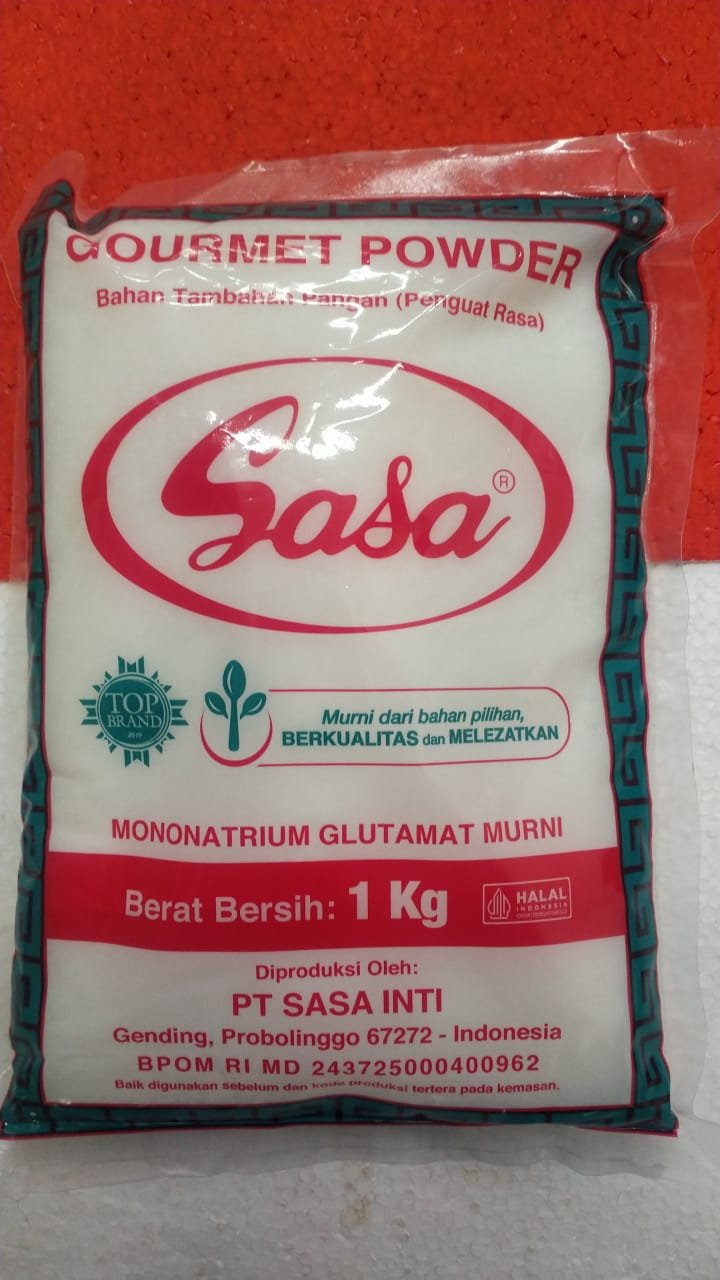 GOURMET POWDER
Bahan Tambahan Pangan (Penguat Rasa)
Sasa ®
TOP
BRAND
2019
Murni dari bahan pilihan,
BERKUALITAS dan MELEZATKAN
MONONATRIUM GLUTAMAT MURNI
Berat Bersih: 1 Kg
HALAL
INDONESIA
Diproduksi Oleh:
PT SASA INTI
Gending, Probolinggo 67272 - Indonesia
BPOM RI MD 243725000400962
Baik digunakan sebelum dan kode produksi tertera pada kemasan.